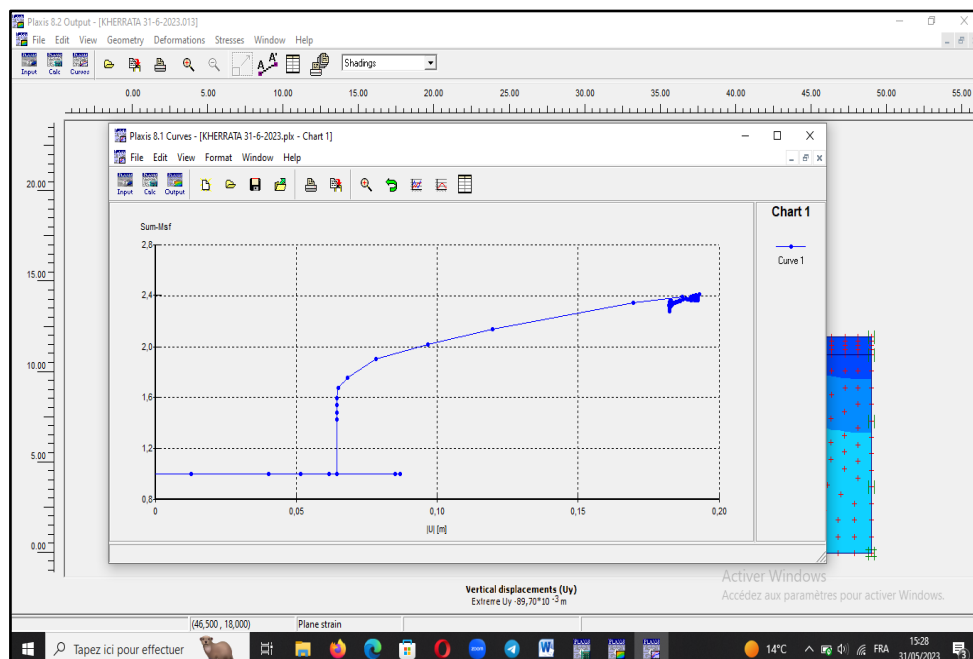 Plaxis 8.2 Output - [KHERRATA 31-6-2023.013]
File Edit View Geometry Deformations Stresses Window Help
Input Calc Curves Shadings
0.00 5.00 10.00 15.00 20.00 25.00 30.00 35.00 40.00 45.00 50.00 55.00
20.00
15.00
10.00
5.00
0.00
Plaxis 8.1 Curves - [KHERRATA 31-6-2023.plx - Chart 1]
File Edit View Format Window Help
Input Calc Output
Sum-Msf
2,8
2,4
2,0
1,6
1,2
0,8
0 0,05 0,10 0,15 0,20
|U| [m]
Chart 1
Curve 1
Vertical displacements (Uy)
Extreme Uy -89,70*10 -3 m
Activer Windows
Accédez aux paramètres pour activer Windows.
(46,500 , 18,000) Plane strain
Tapez ici pour effectuer
zoom
14°C FRA
15:28
31/05/2023
3